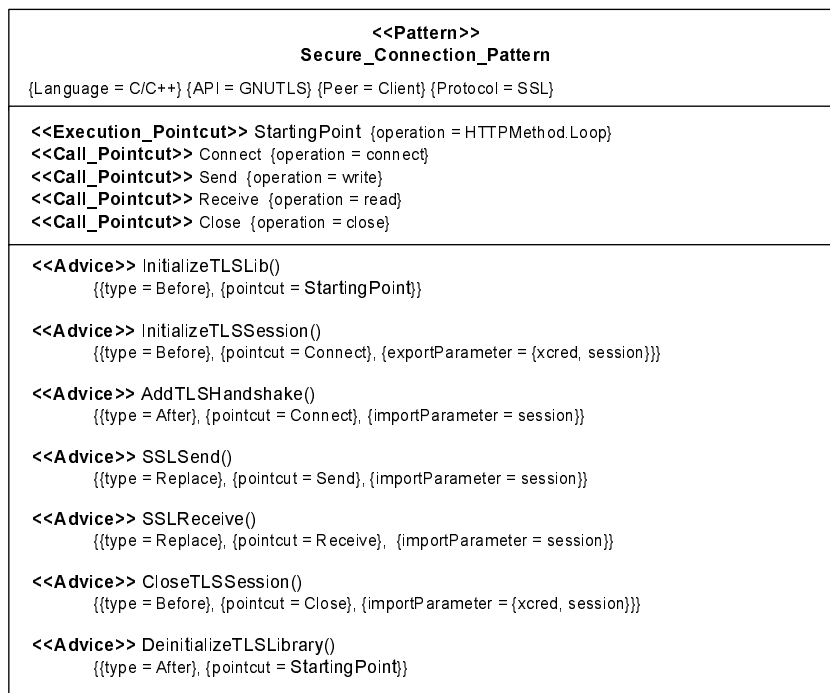 <<Pattern>>
Secure_Connection_Pattern
{Language = C/C++} {API = GNUTLS} {Peer = Client} {Protocol = SSL}
<<Execution_Pointcut>> StartingPoint {operation = HTTPMethod.Loop}
<<Call_Pointcut>> Connect {operation = connect}
<<Call_Pointcut>> Send {operation = write}
<<Call_Pointcut>> Receive {operation = read}
<<Call_Pointcut>> Close {operation = close}
<<Advice>> InitializeTLSLib()
{{type = Before}, {pointcut = StartingPoint}}
<<Advice>> InitializeTLSSession()
{{type = Before}, {pointcut = Connect}, {exportParameter = {xcred, session}}}
<<Advice>> AddTLSHandshake()
{{type = After}, {pointcut = Connect}, {importParameter = session}}
<<Advice>> SSLSend()
{{type = Replace}, {pointcut = Send}, {importParameter = session}}
<<Advice>> SSLReceive()
{{type = Replace}, {pointcut = Receive}, {importParameter = session}}
<<Advice>> CloseTLSSession()
{{type = Before}, {pointcut = Close}, {importParameter = {xcred, session}}}
<<Advice>> DeinitializeTLSLibrary()
{{type = After}, {pointcut = StartingPoint}}